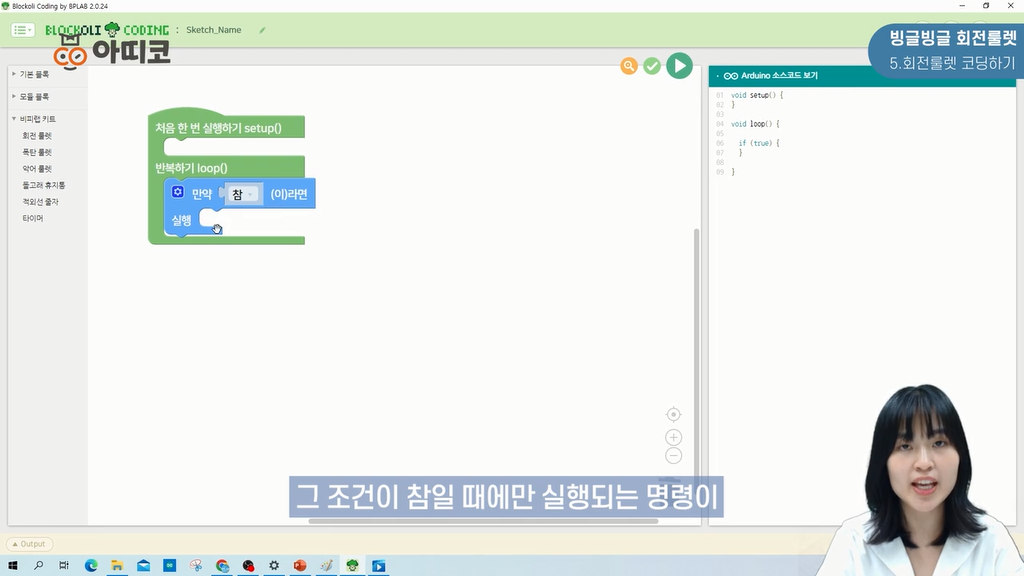 Blockoli Coding by BPLAB 2.0.24
BLOCKOLI CODING : Sketch_Name
아띠코
빙글빙글 회전룰렛
5.회전룰렛 코딩하기
기본 블록
모듈 블록
비피랩 키트
회전 룰렛
폭탄 룰렛
악어 룰렛
돌고래 휴지통
적외선 줄자
타이머
처음 한 번 실행하기 setup()
반복하기 loop()
만약 참 (이)라면
실행
Arduino 소스코드 보기
01 void setup() {
02 }
03
04 void loop() {
05
06 if (true) {
07 }
08
09 }
그 조건이 참일 때에만 실행되는 명령이
Output